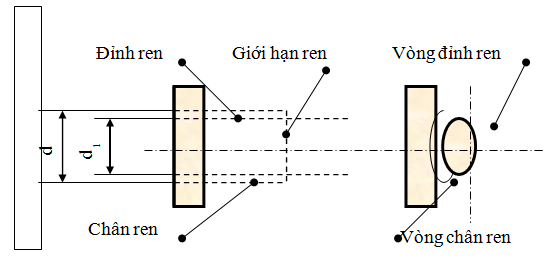 Đỉnh ren
Giới hạn ren
Vòng đỉnh ren
d
d1
Chân ren
Vòng chân ren